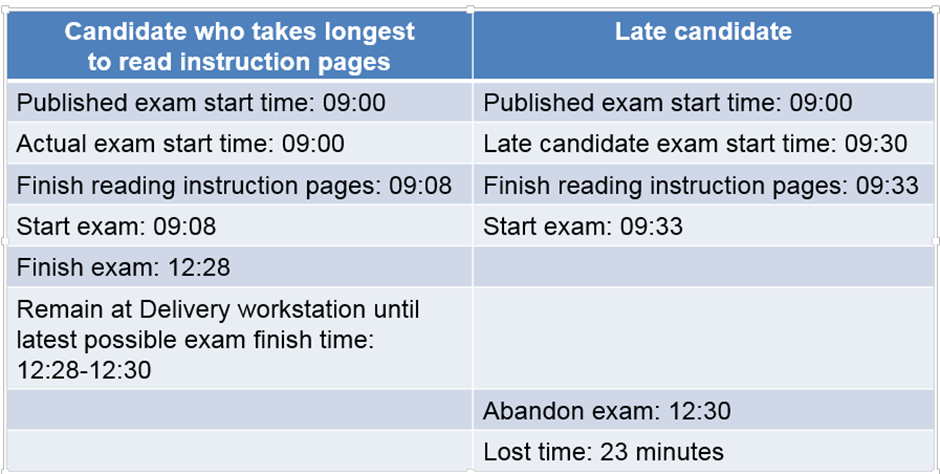 Candidate who takes longest
to read instruction pages
Late candidate
Published exam start time: 09:00
Published exam start time: 09:00
Actual exam start time: 09:00
Late candidate exam start time: 09:30
Finish reading instruction pages: 09:08
Finish reading instruction pages: 09:33
Start exam: 09:08
Start exam: 09:33
Finish exam: 12:28
Remain at Delivery workstation until
latest possible exam finish time:
12:28-12:30
Abandon exam: 12:30
Lost time: 23 minutes